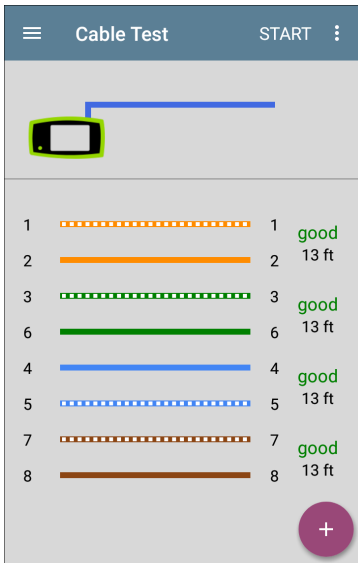 Cable Test START
1 1 good
2 2 13 ft
3 3 good
6 6 13 ft
4 4 good
5 5 13 ft
7 7 good
8 8 13 ft
+